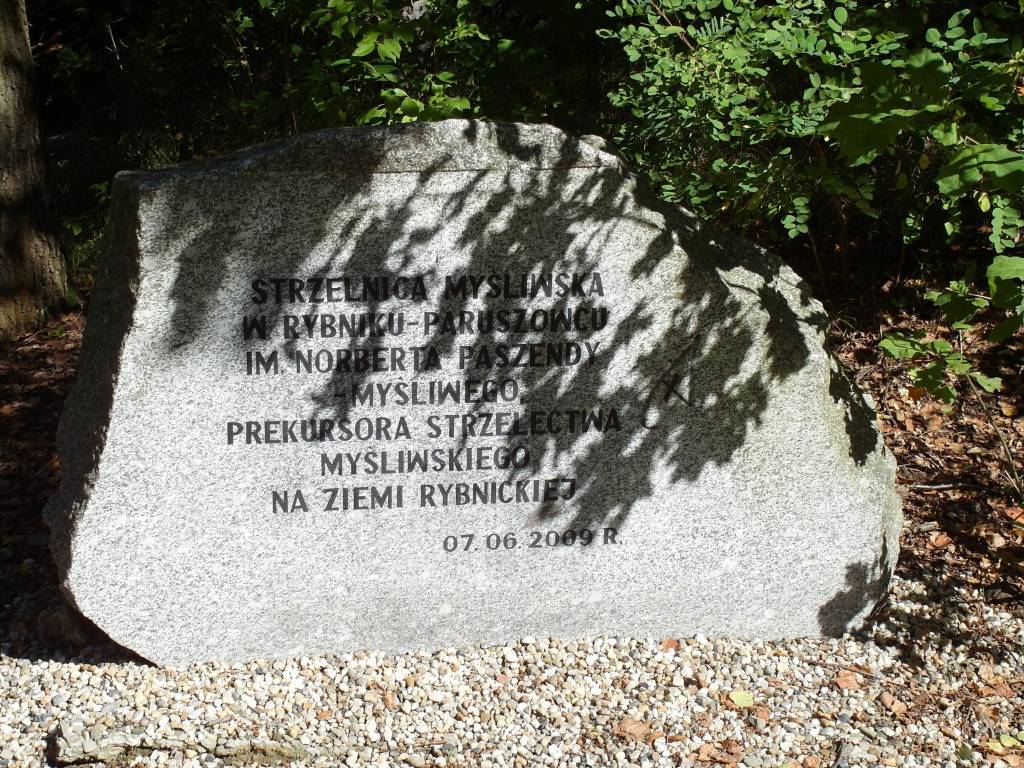 STRZELNICA MYŚLIWSKA
W RYBNIKU-PARUSZOWCU
IM. NORBERTA PASZENDY
-MYŚLIWEGO,
PREKURSORA STRZELECTWA
MYŚLIWSKIEGO
NA ZIEMI RYBNICKIEJ
07. 06. 2009 R.